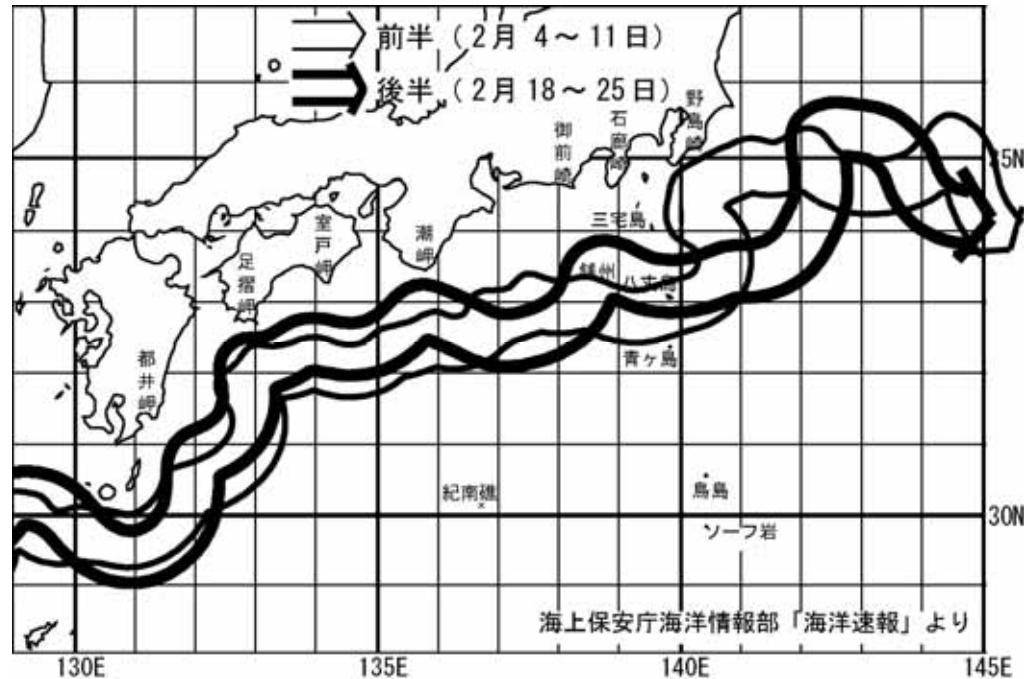 前半（2月 4～11日）
後半（2月 18～25日）
野島崎
石廊崎
御前崎
35N
三宅島
室戸岬
潮岬
足摺岬
銭州
八丈島
青ヶ島
都井岬
紀南礁
鳥島
30N
ソーフ岩
海上保安庁海洋情報部「海洋速報」より
130E
135E
140E
145E